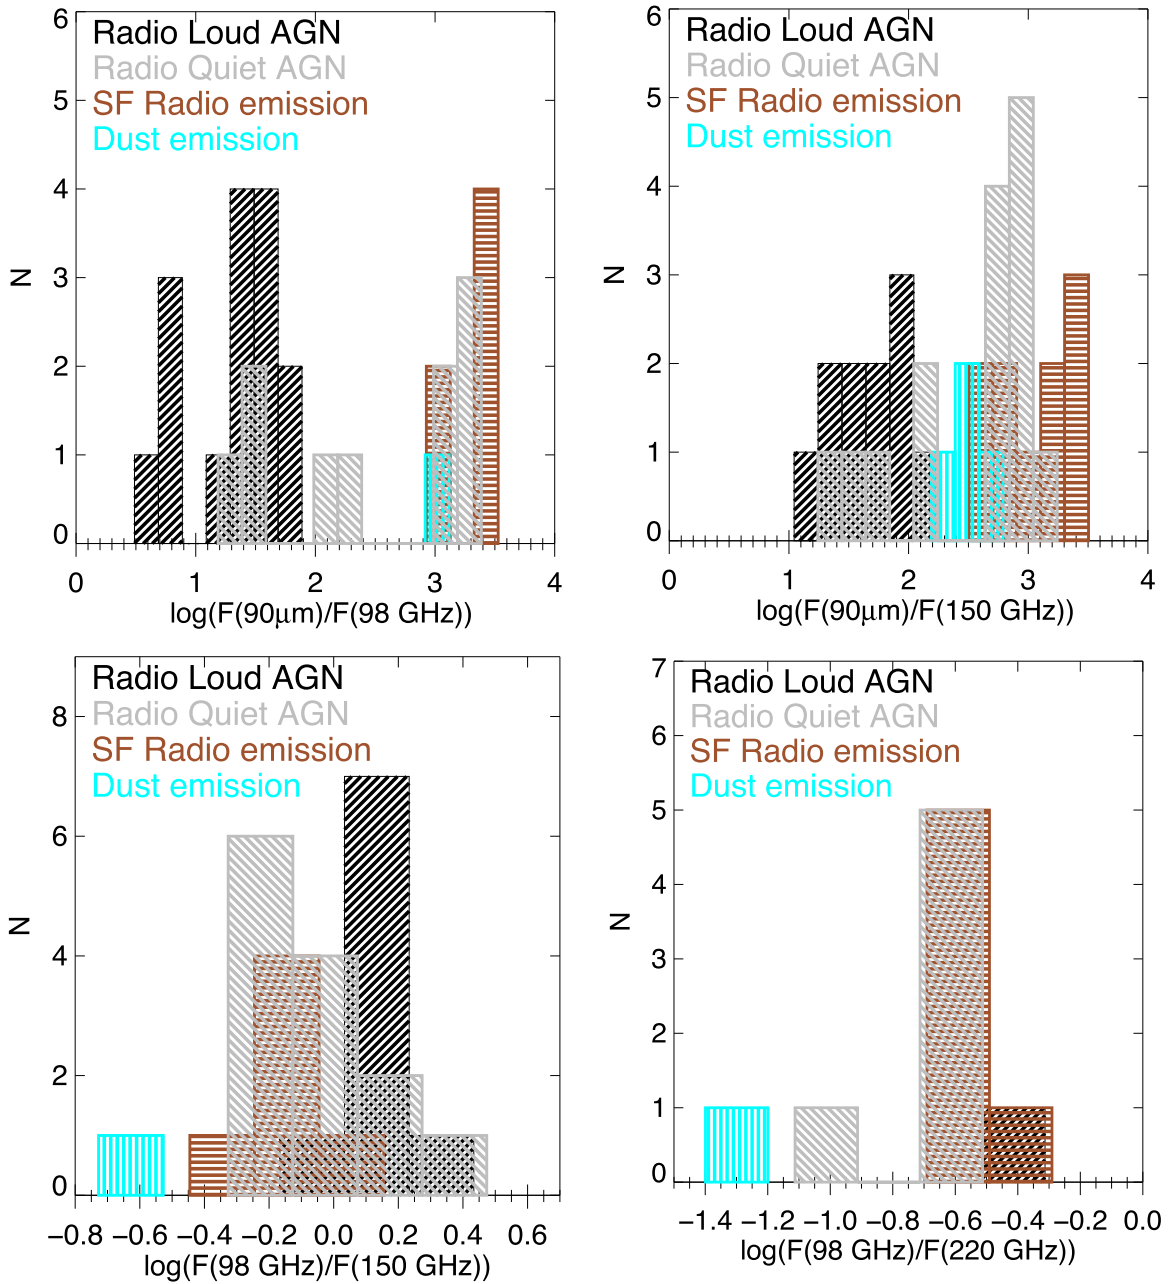 Radio Loud AGN
Radio Quiet AGN
SF Radio emission
Dust emission
6
5
4
3
2
1
0
N
0 1 2 3 4
log(F(90μm)/F(98 GHz))
Radio Loud AGN
Radio Quiet AGN
SF Radio emission
Dust emission
6
5
4
3
2
1
0
N
0 1 2 3 4
log(F(90μm)/F(150 GHz))
Radio Loud AGN
Radio Quiet AGN
SF Radio emission
Dust emission
8
6
4
2
0
N
−0.8 −0.6 −0.4 −0.2 0.0 0.2 0.4 0.6
log(F(98 GHz)/F(150 GHz))
Radio Loud AGN
Radio Quiet AGN
SF Radio emission
Dust emission
7
6
5
4
3
2
1
0
N
−1.4 −1.2 −1.0 −0.8 −0.6 −0.4 −0.2 0.0
log(F(98 GHz)/F(220 GHz))